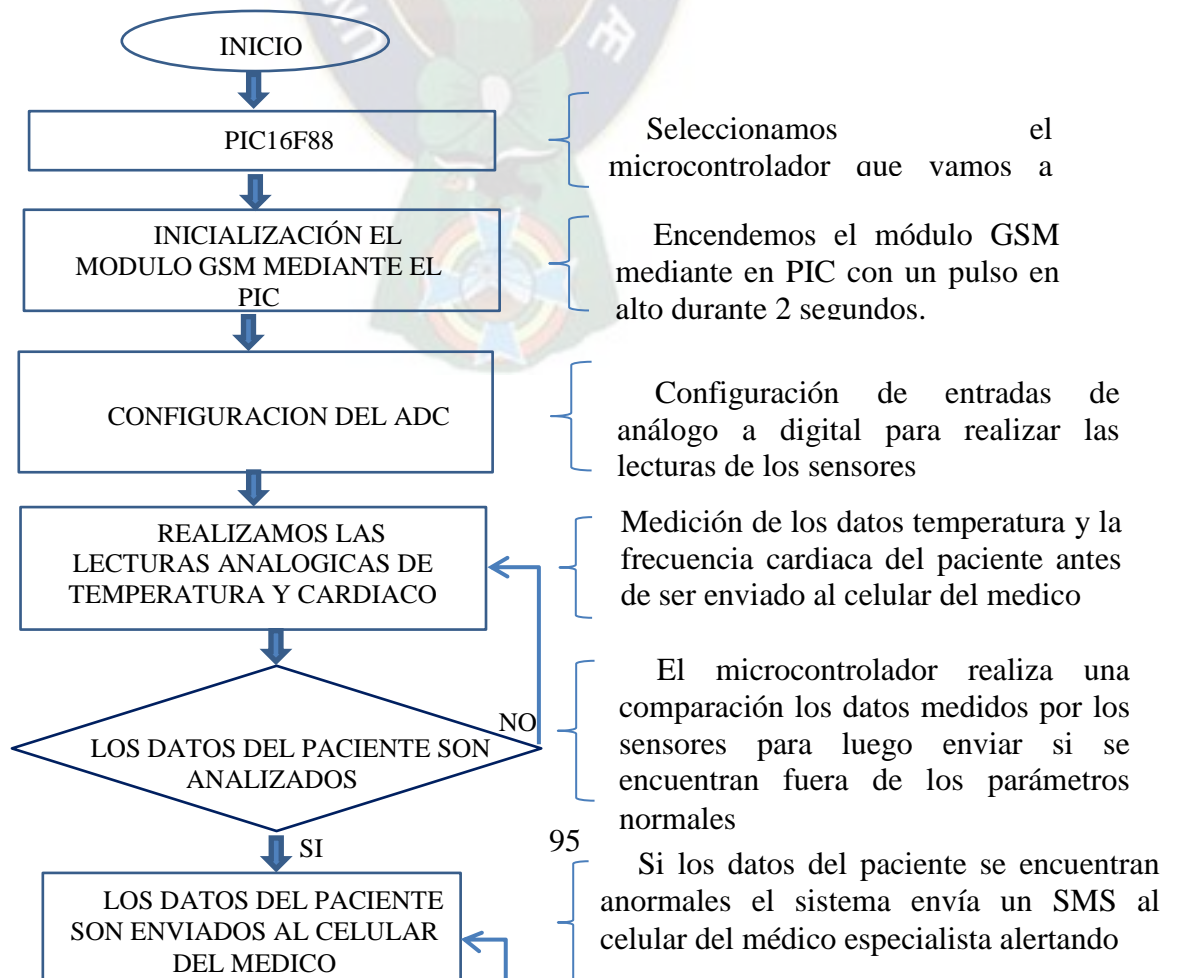 INICIO
PIC16F88
Seleccionamos el
microcontrolador que vamos a
INICIALIZACIÓN EL
MODULO GSM MEDIANTE EL
PIC
Encendemos el módulo GSM
mediante en PIC con un pulso en
alto durante 2 segundos.
CONFIGURACION DEL ADC
Configuración de entradas de
análogo a digital para realizar las
lecturas de los sensores
REALIZAMOS LAS
LECTURAS ANALOGICAS DE
TEMPERATURA Y CARDIACO
Medición de los datos temperatura y la
frecuencia cardiaca del paciente antes
de ser enviado al celular del medico
LOS DATOS DEL PACIENTE SON
ANALIZADOS
NO
El microcontrolador realiza una
comparación los datos medidos por los
sensores para luego enviar si se
encuentran fuera de los parámetros
normales
SI
95
LOS DATOS DEL PACIENTE
SON ENVIADOS AL CELULAR
DEL MEDICO
Si los datos del paciente se encuentran
anormales el sistema envía un SMS al
celular del médico especialista alertando